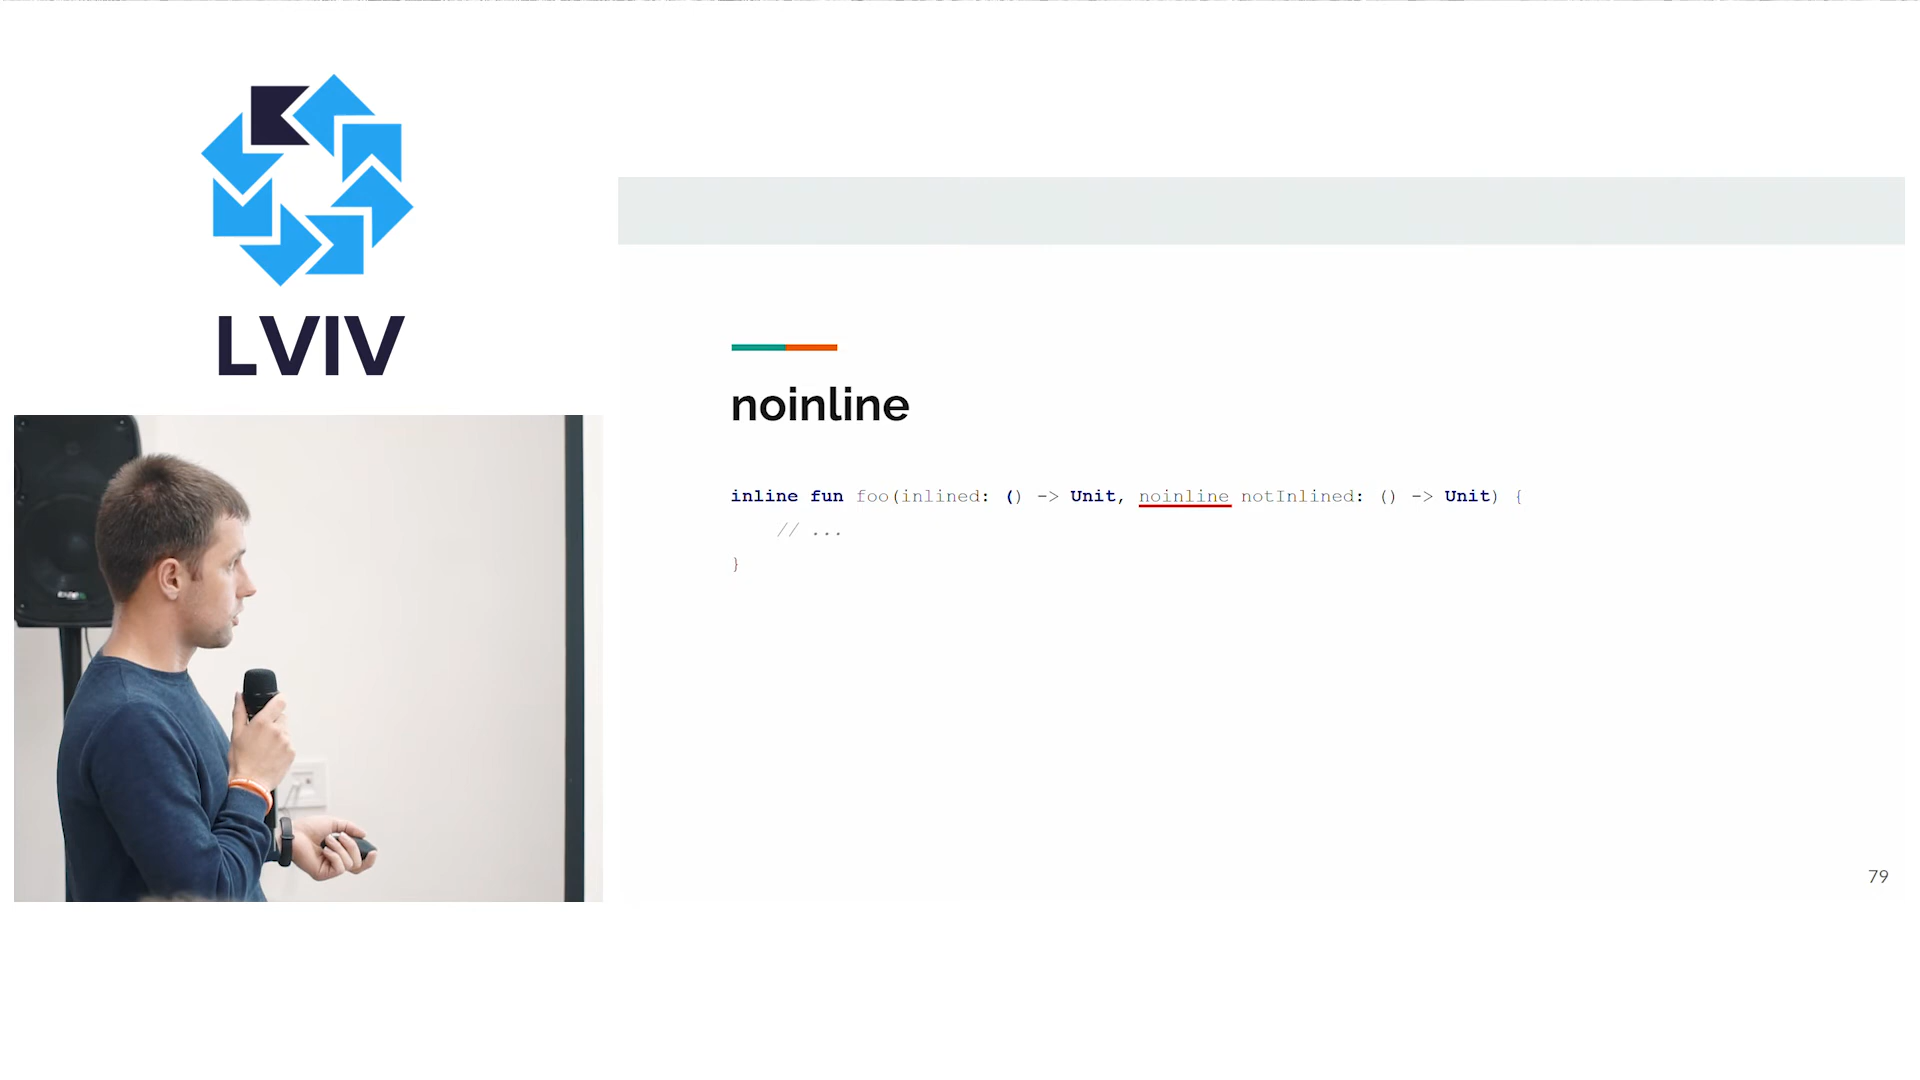 LVIV
noinline
inline fun foo(inlined: () -> Unit, noinline notInlined: () -> Unit) {
// ...
}
79